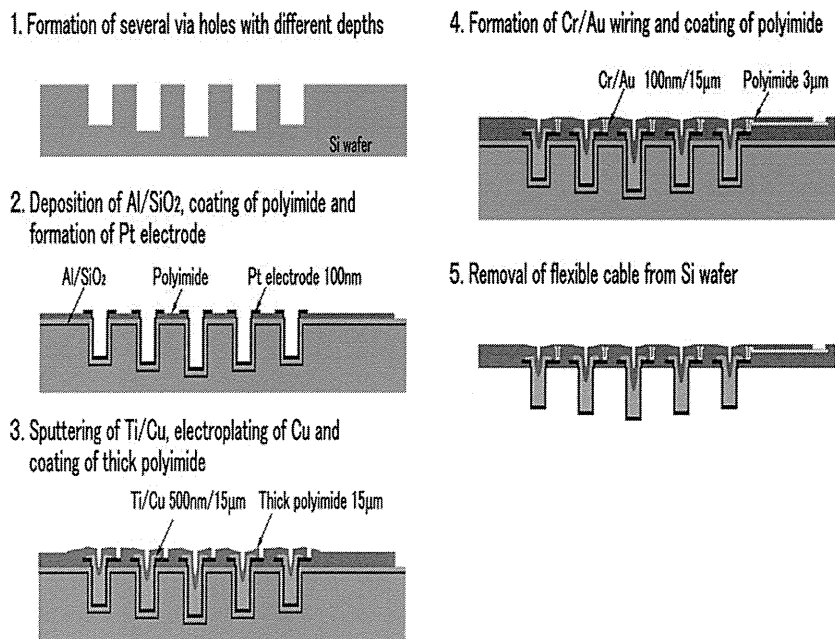 1. Formation of several via holes with different depths
Si wafer
2. Deposition of Al/SiO2, coating of polyimide and
formation of Pt electrode
Al/SiO2
Polyimide
Pt electrode 100nm
3. Sputtering of Ti/Cu, electroplating of Cu and
coating of thick polyimide
Ti/Cu 500nm/15μm
Thick polyimide 15μm
4. Formation of Cr/Au wiring and coating of polyimide
Cr/Au 100nm/15μm
Polyimide 3μm
5. Removal of flexible cable from Si wafer